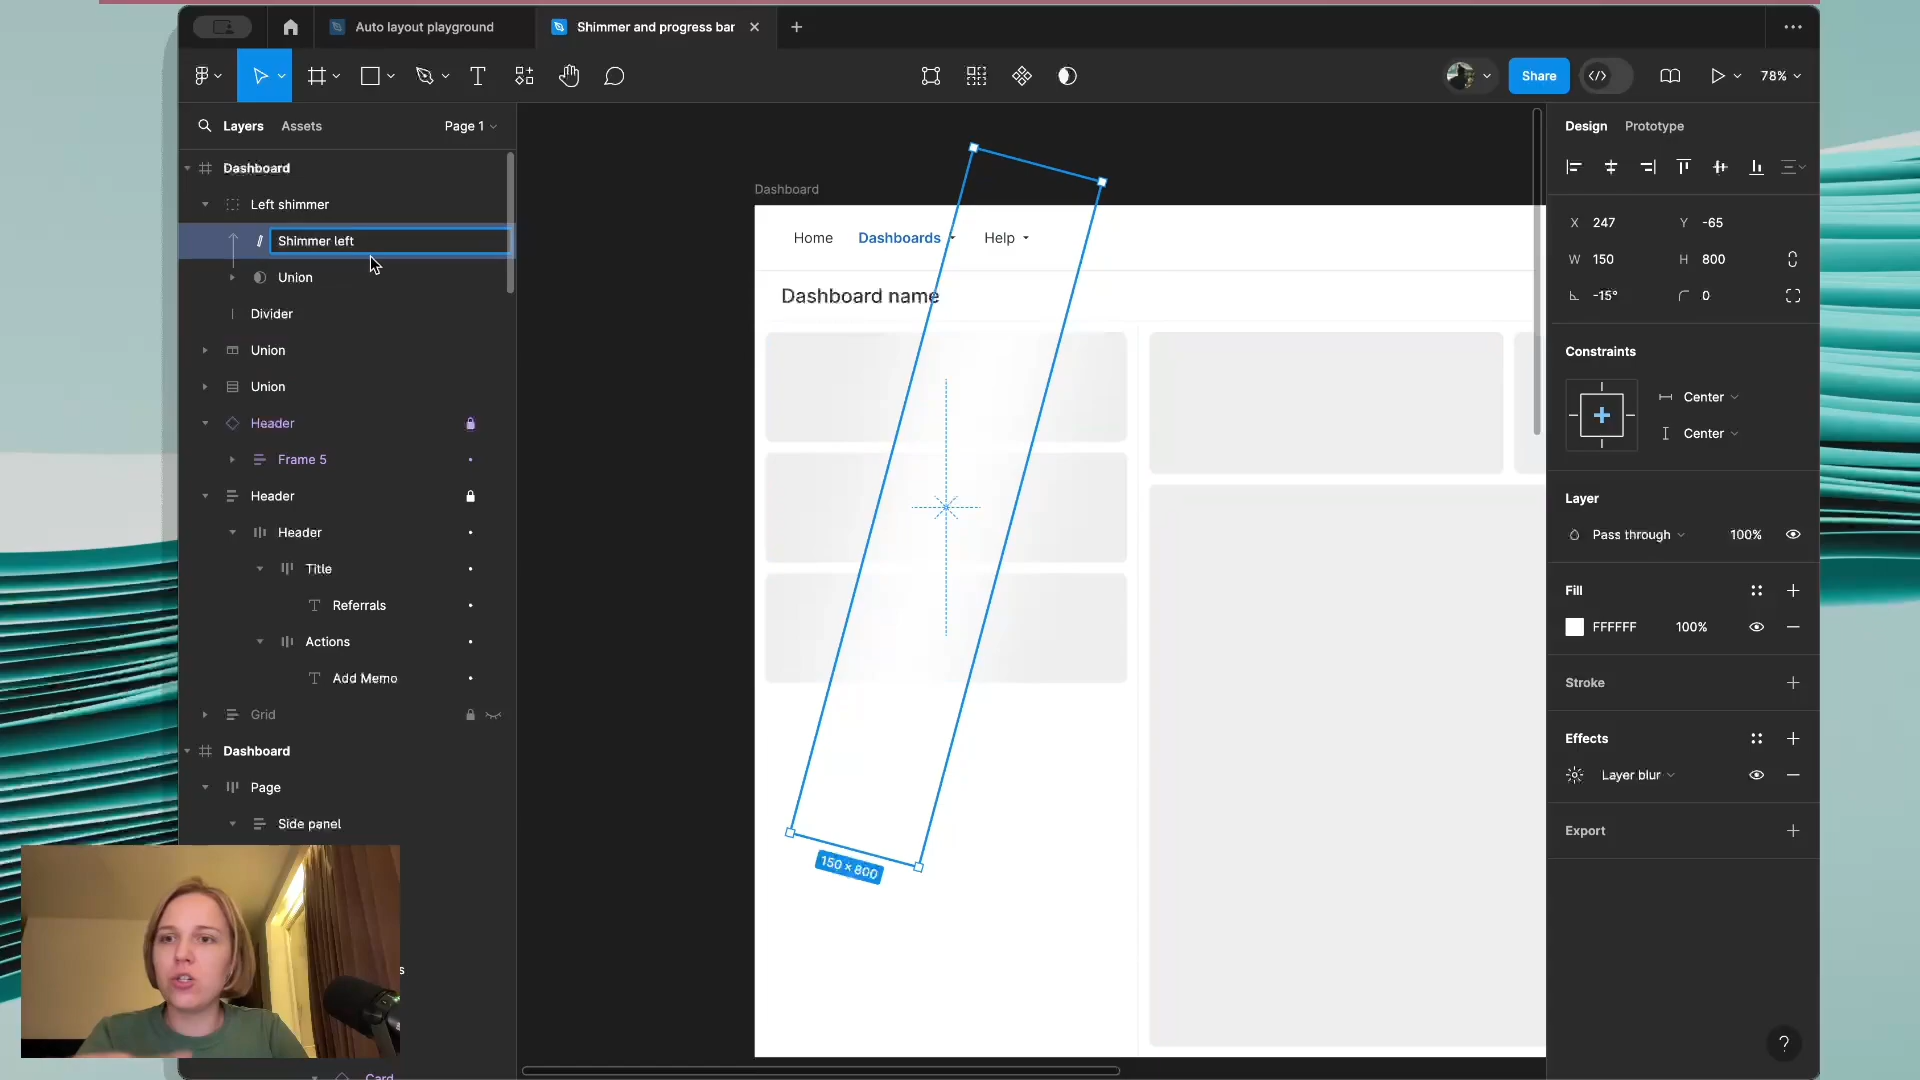 Auto layout playground
Shimmer and progress bar
Share
78%
Layers
Assets
Page 1
Dashboard
Left shimmer
Shimmer left
Union
Divider
Union
Union
Header
Frame 5
Header
Header
Title
Referrals
Actions
Add Memo
Grid
Dashboard
Page
Side panel
s
Card
Dashboard
Home
Dashboards
Help
Dashboard name
150 × 800
Design
Prototype
X 247
Y -65
W 150
H 800
-15°
0
Constraints
Center
Center
Layer
Pass through
100%
Fill
FFFFFF
100%
Stroke
Effects
Layer blur
Export
?